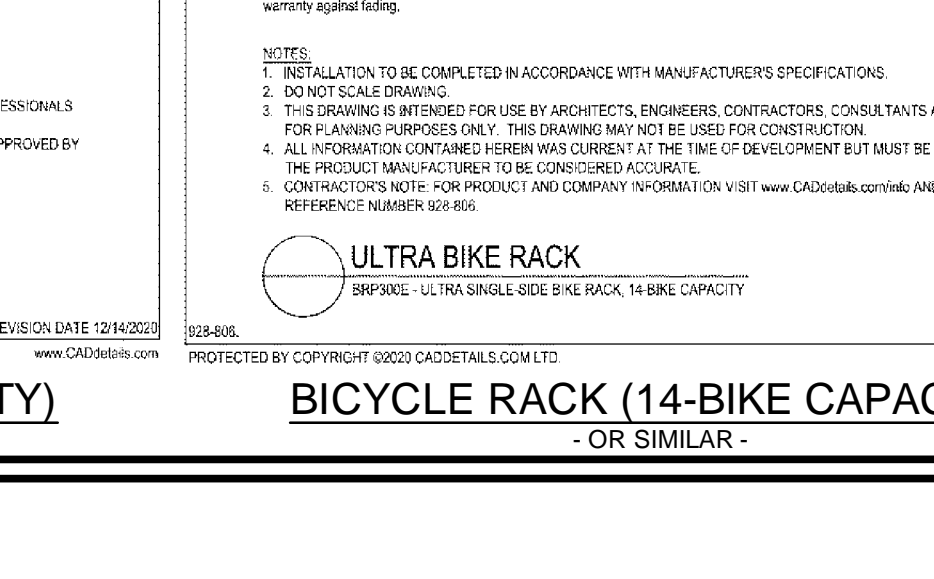 warranty against fading.
NOTES:
1. INSTALLATION TO BE COMPLETED IN ACCORDANCE WITH MANUFACTURER'S SPECIFICATIONS.
2. DO NOT SCALE DRAWING.
3. THIS DRAWING IS INTENDED FOR USE BY ARCHITECTS, ENGINEERS, CONTRACTORS, CONSULTANTS A
FOR PLANNING PURPOSES ONLY. THIS DRAWING MAY NOT BE USED FOR CONSTRUCTION.
4. ALL INFORMATION CONTAINED HEREIN WAS CURRENT AT THE TIME OF DEVELOPMENT BUT MUST BE
THE PRODUCT MANUFACTURER TO BE CONSIDERED ACCURATE.
5. CONTRACTOR'S NOTE: FOR PRODUCT AND COMPANY INFORMATION VISIT www.CADdetails.com/info AND
REFERENCE NUMBER 928-806.
ESSIONALS
PPROVED BY
ULTRA BIKE RACK
BRP300E - ULTRA SINGLE-SIDE BIKE RACK, 14-BIKE CAPACITY
EVISION DATE 12/14/2020
928-806.
www.CADdetails.com
PROTECTED BY COPYRIGHT ©2020 CADDETAILS.COM LTD.
TY)
BICYCLE RACK (14-BIKE CAPAC
- OR SIMILAR -